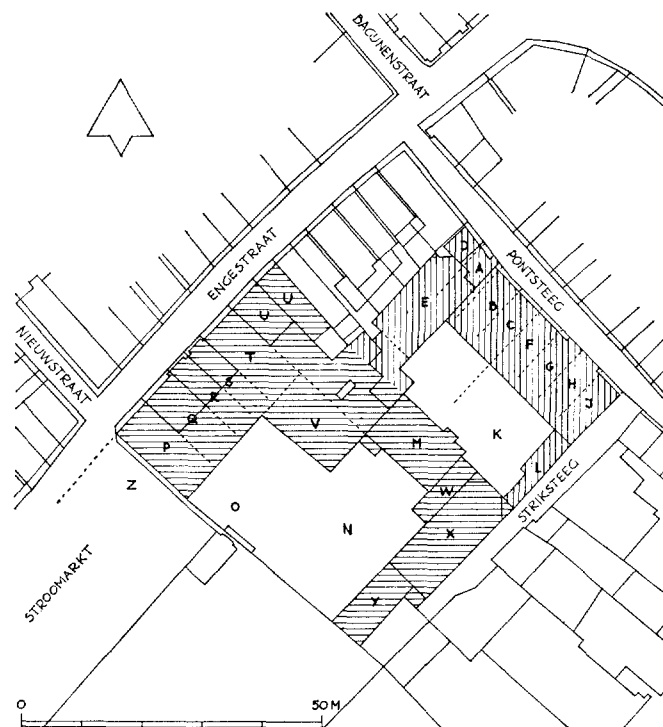 BAGIJNENSTRAAT
ENGESTRAAT
PONTSTEEG
NIEUWSTRAAT
D
A
E
B
U
U
C
F
T
G
S
H
R
J
Q
V
K
P
M
L
W
STRIKSTEEG
Z
O
N
X
STROOMARKT
Y
0
50 M